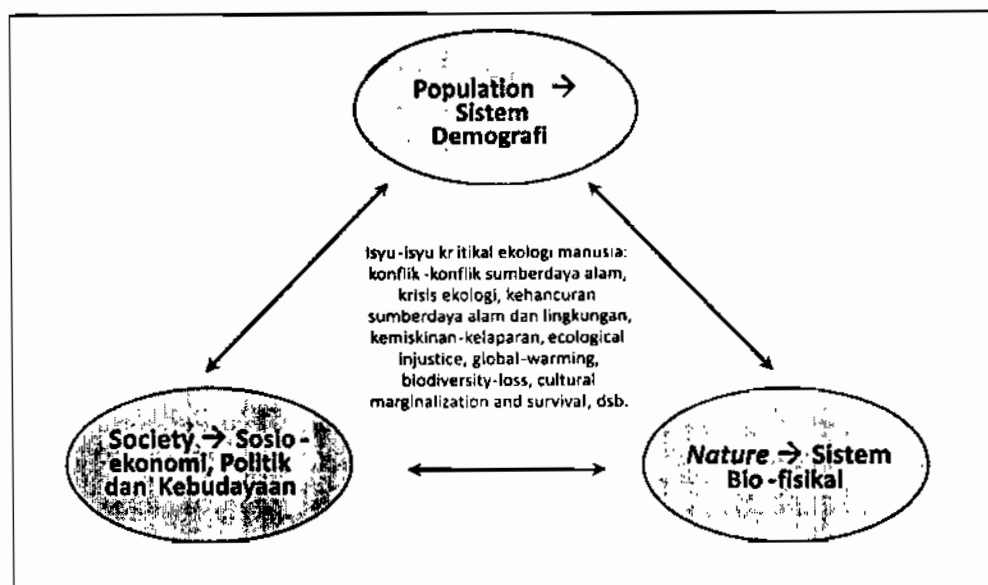 Population →
Sistem
Demografi
Isyu-isyu kritikal ekologi manusia:
konflik-konflik sumberdaya alam,
krisis ekologi, kehancuran
sumberdaya alam dan lingkungan,
kemiskinan-kelaparan, ecological
injustice, global-warming,
biodiversity-loss, cultural
marginalization and survival, dsb.
Society → Sosio-
ekonomi, Politik
dan Kebudayaan
Nature → Sistem
Bio-fisikal